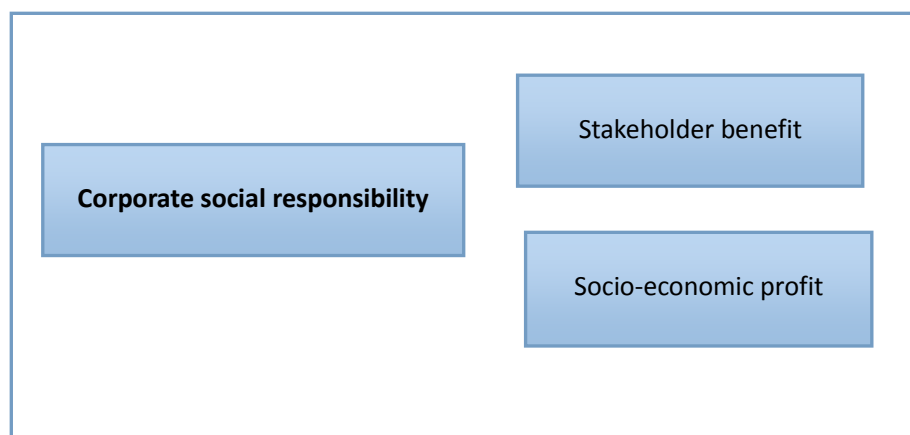 Stakeholder benefit
Corporate social responsibility
Socio-economic profit